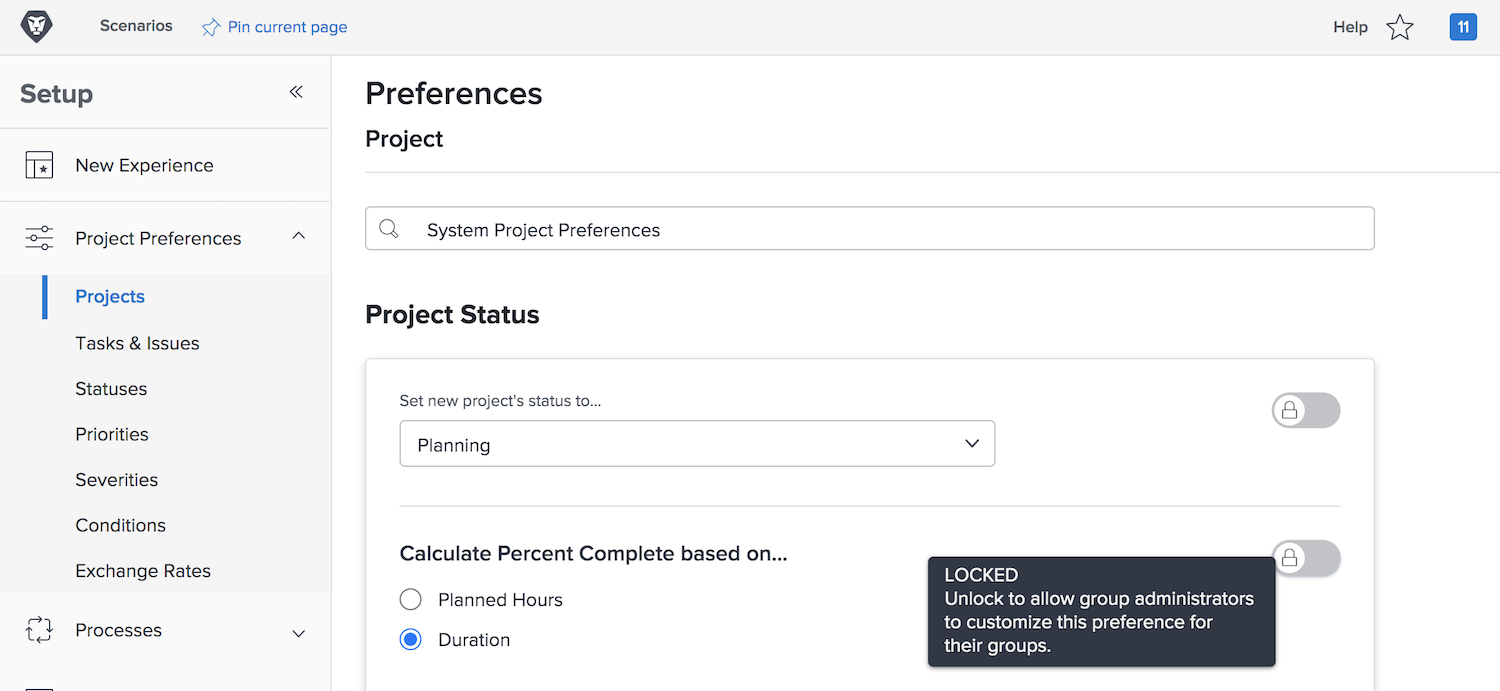 Scenarios
Pin current page
Help
11
Setup
New Experience
Project Preferences
Projects
Tasks & Issues
Statuses
Priorities
Severities
Conditions
Exchange Rates
Processes
Preferences
Project
System Project Preferences
Project Status
Set new project's status to...
Planning
Calculate Percent Complete based on...
Planned Hours
Duration
LOCKED
Unlock to allow group administrators
to customize this preference for
their groups.